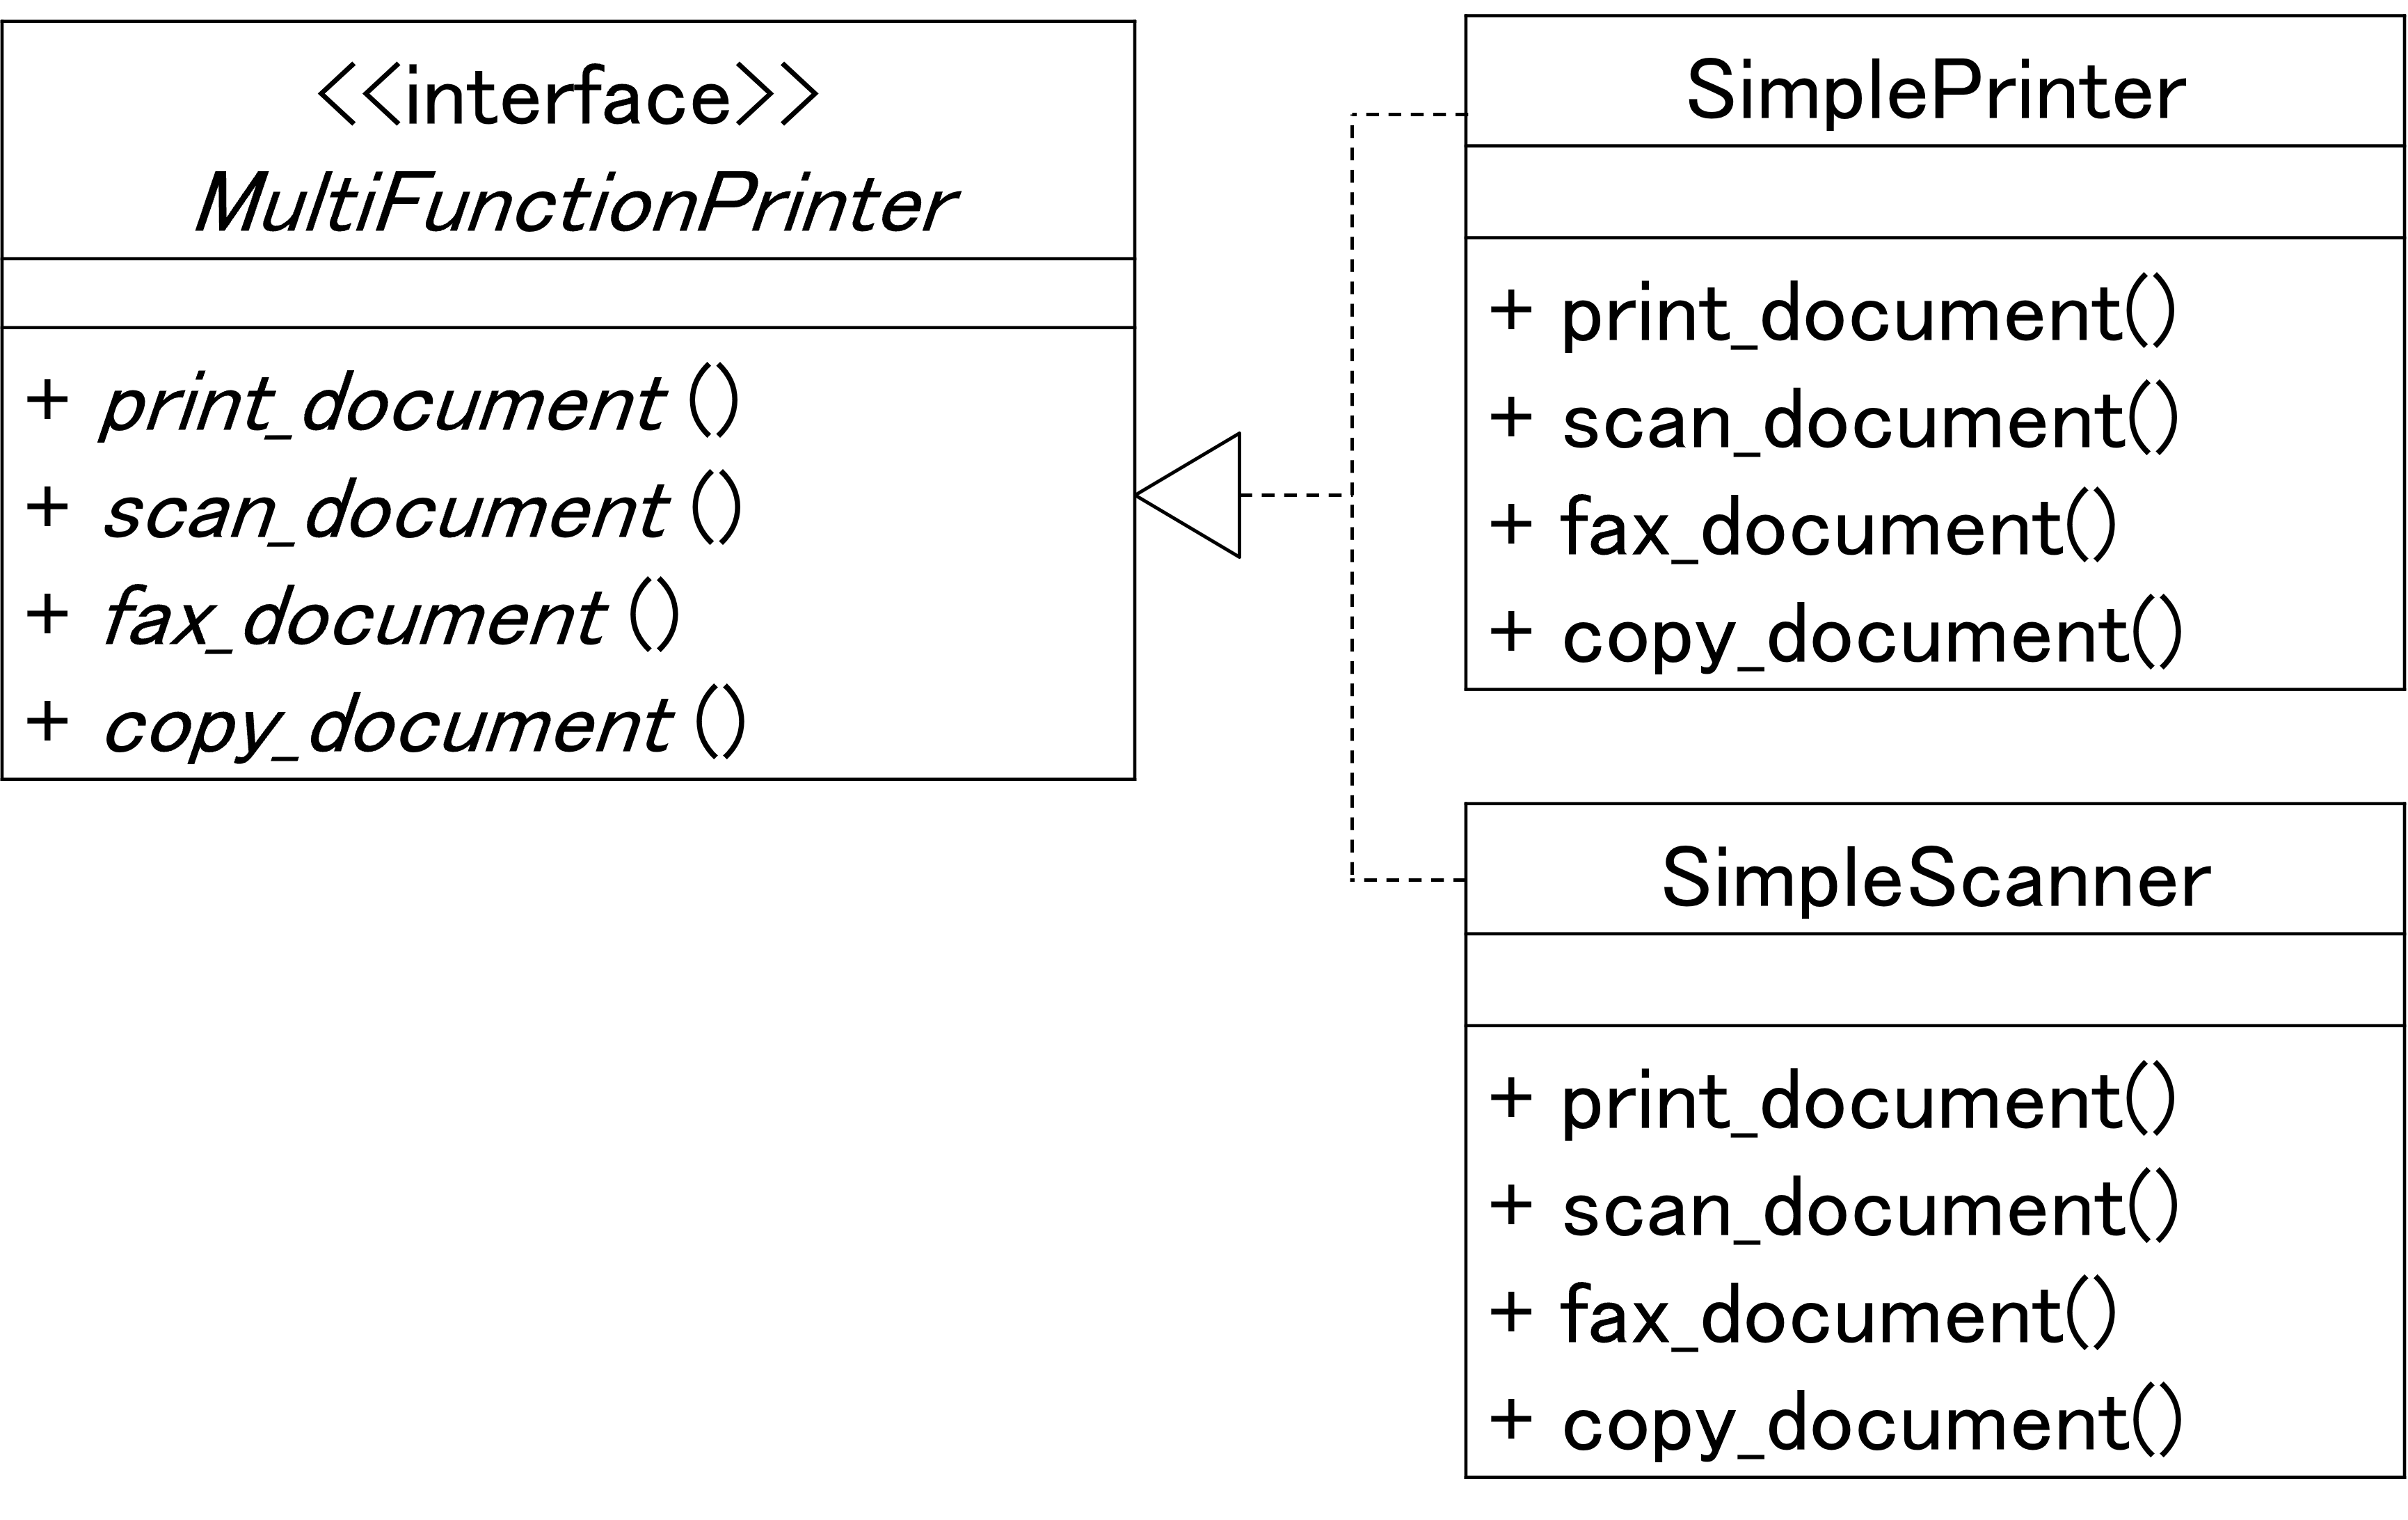 <<interface>>
MultiFunctionPrinter
+ print_document ()
+ scan_document ()
+ fax_document ()
+ copy_document ()
SimplePrinter
+ print_document()
+ scan_document()
+ fax_document()
+ copy_document()
SimpleScanner
+ print_document()
+ scan_document()
+ fax_document()
+ copy_document()